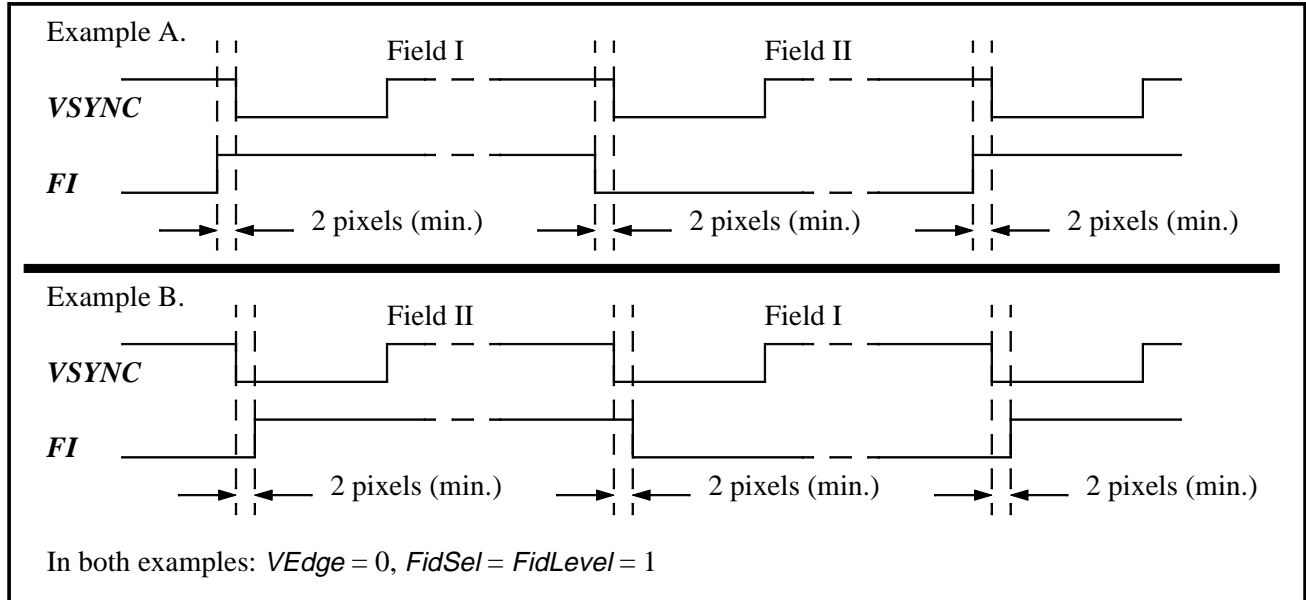 Example A.
Field I
Field II
VSYNC
FI
2 pixels (min.)
2 pixels (min.)
2 pixels (min.)
Example B.
Field II
Field I
VSYNC
FI
2 pixels (min.)
2 pixels (min.)
2 pixels (min.)
In both examples: VEdge = 0, FidSel = FidLevel = 1